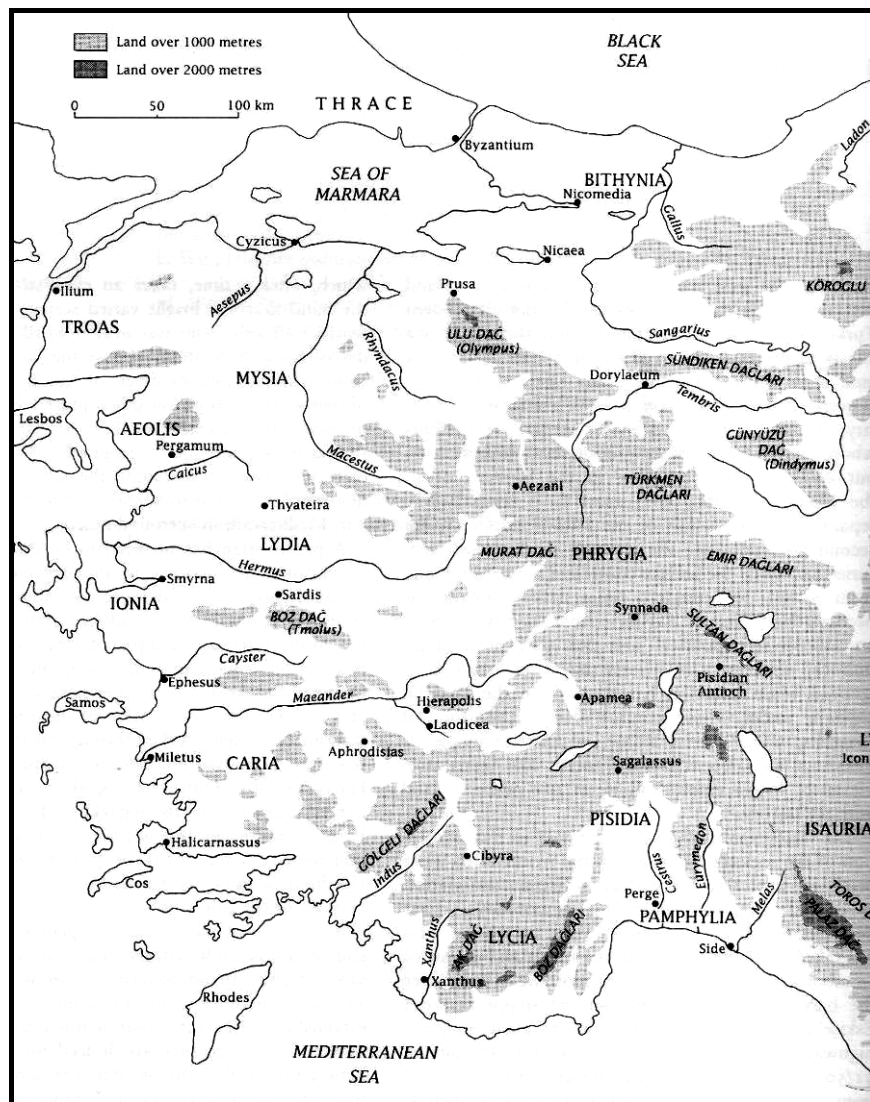 Land over 1000 metres
Land over 2000 metres
0 50 100 km
BLACK
SEA
THRACE
Byzantium
Ladon
SEA OF
MARMARA
BITHYNIA
Nicomedia
Gallus
Cyzicus
Nicaea
Ilium
Aesepus
Prusa
KÖROGLU
TROAS
ULU DAĞ
(Olympus)
Sangarius
Rhyndacus
SÜNDIKEN DAĞLARI
MYSIA
Dorylaeum
Tembris
Lesbos
AEOLIS
Pergamum
GÜNYÜZÜ
DAĞ
(Dindymus)
Caicus
Macestus
Aezani
TÜRKMEN
DAĞLARI
Thyateira
LYDIA
MURAT DAĞ
PHRYGIA
EMIR DAĞLARI
Hermus
Smyrna
IONIA
Sardis
BOZ DAĞ
(Tmolus)
Synnada
SULTAN DAĞLARI
Cayster
Ephesus
Pisidian
Antioch
Samos
Maeander
Hierapolis
Apamea
Laodicea
Miletus
CARIA
Aphrodisias
Sagalassus
L
Icon
PISIDIA
ISAURIA
Halicarnassus
GÖLGELI DAĞLARI
Indus
Cibyra
Cestrus
Eurymedon
Cos
Perge
PAMPHYLIA
Melas
TOROS D
PALAZ DAĞ
Xanthus
AK DAĞ
LYCIA
BOZ DAĞLARI
Side
Xanthus
Rhodes
MEDITERRANEAN
SEA